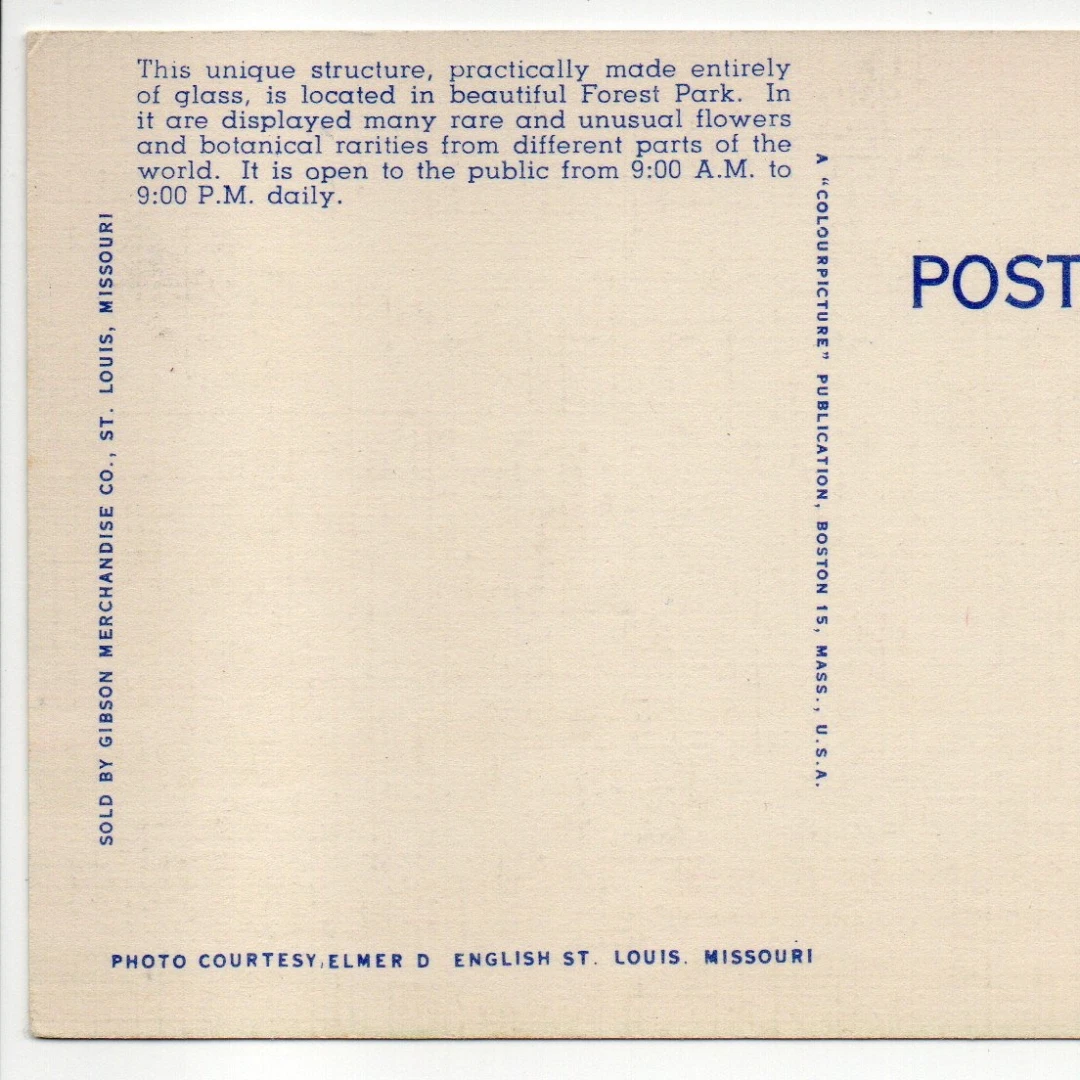 This unique structure, practically made entirely
of glass, is located in beautiful Forest Park. In
it are displayed many rare and unusual flowers
and botanical rarities from different parts of the
world. It is open to the public from 9:00 A.M. to
9:00 P.M. daily.
SOLD BY GIBSON MERCHANDISE CO., ST. LOUIS, MISSOURI
A "COLOURPICTURE" PUBLICATION, BOSTON 15, MASS., U.S.A.
POST
PHOTO COURTESY, ELMER D ENGLISH ST. LOUIS. MISSOURI